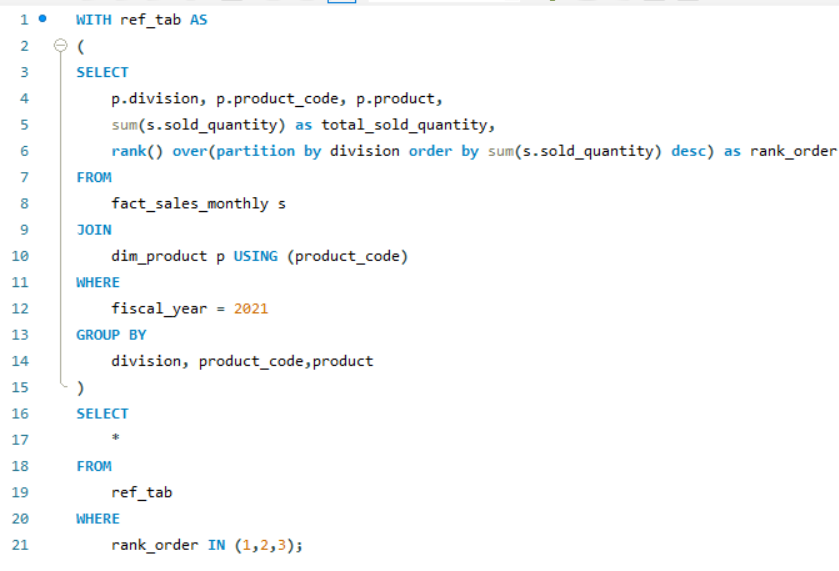 1 WITH ref_tab AS
2 (
3 SELECT
4 p.division, p.product_code, p.product,
5 sum(s.sold_quantity) as total_sold_quantity,
6 rank() over(partition by division order by sum(s.sold_quantity) desc) as rank_order
7 FROM
8 fact_sales_monthly s
9 JOIN
10 dim_product p USING (product_code)
11 WHERE
12 fiscal_year = 2021
13 GROUP BY
14 division, product_code,product
15 )
16 SELECT
17 *
18 FROM
19 ref_tab
20 WHERE
21 rank_order IN (1,2,3);